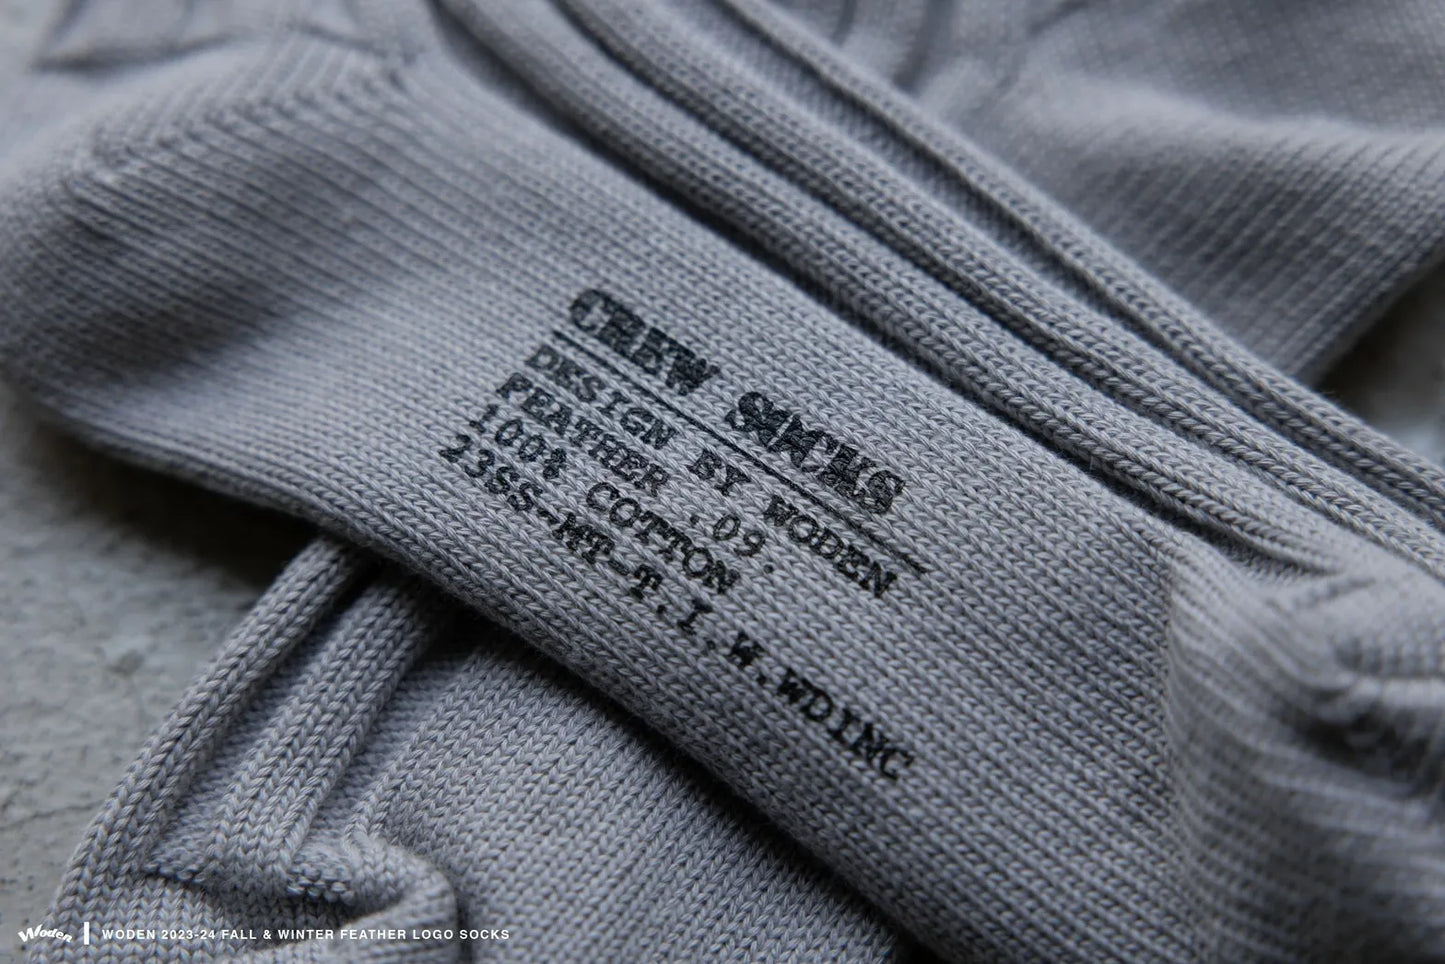 CREW SOCKS
DESIGN BY WODEN
FEATHER .09.
100% COTTON
23SS-MT-T.I.W.WDINC
Woden
WODEN 2023-24 FALL & WINTER FEATHER LOGO SOCKS